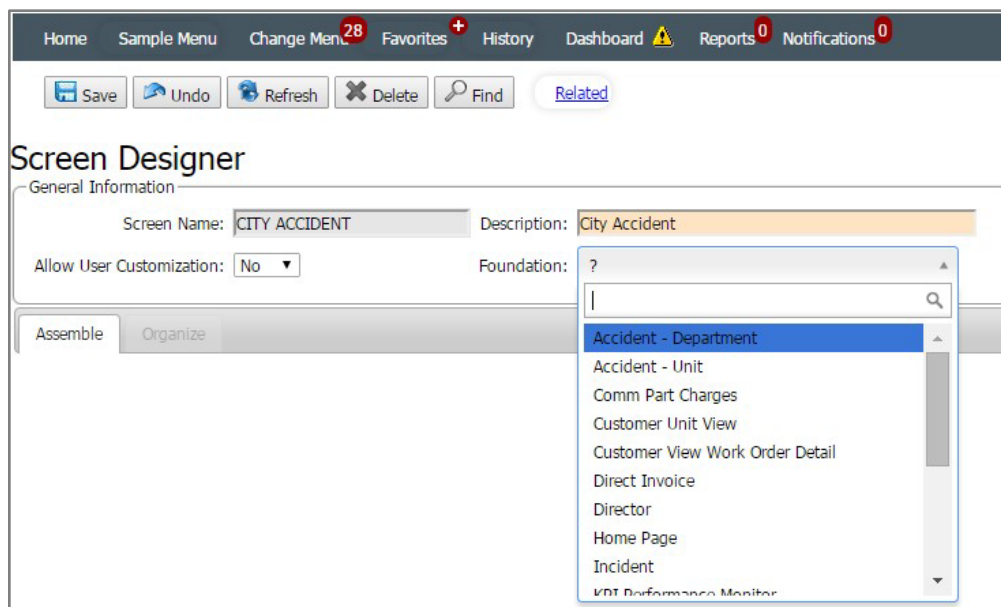 Home Sample Menu Change Menu 28 Favorites + History Dashboard Reports 0 Notifications 0
Save Undo Refresh Delete Find Related
Screen Designer
General Information
Screen Name: CITY ACCIDENT Description: City Accident
Allow User Customization: No Foundation: ?
Assemble Organize
Accident - Department
Accident - Unit
Comm Part Charges
Customer Unit View
Customer View Work Order Detail
Direct Invoice
Director
Home Page
Incident
KPI Performance Monitor